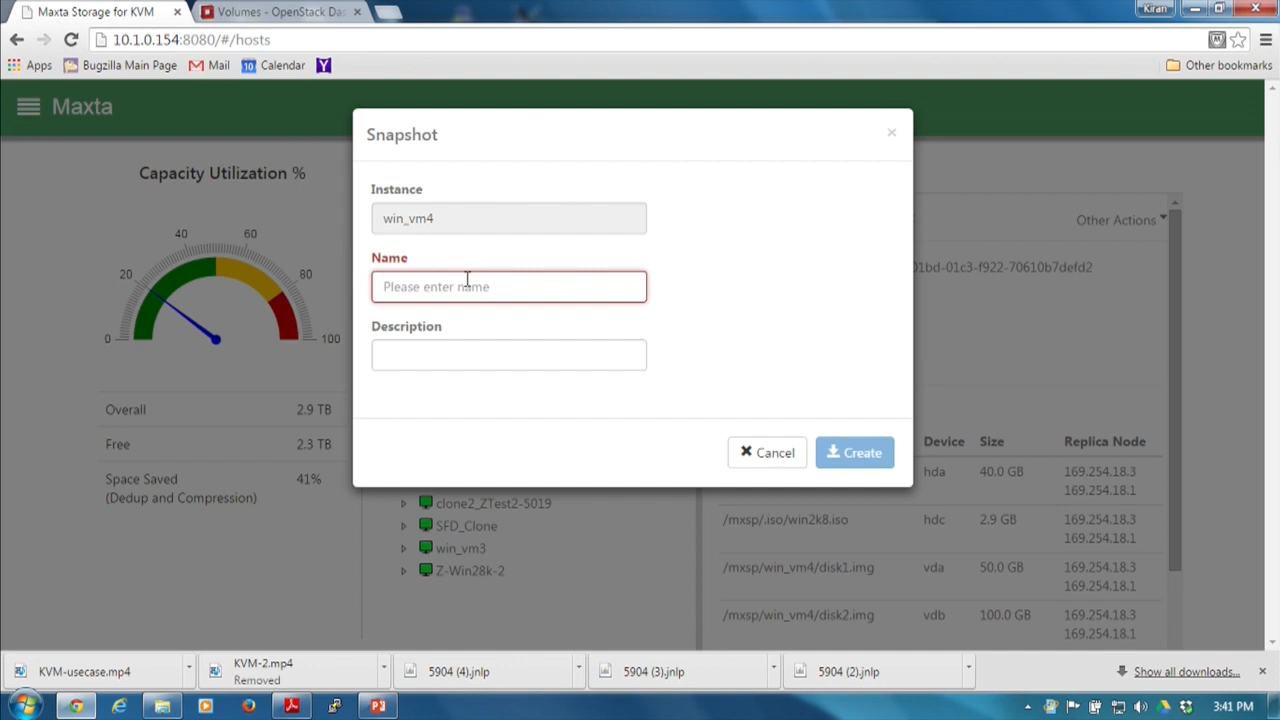 Maxta Storage for KVM
Volumes - OpenStack Das
Kiran
10.1.0.154:8080/#/hosts
Apps
Bugzilla Main Page
Mail
10
Calendar
Other bookmarks
Maxta
Capacity Utilization %
0
20
40
60
80
100
Overall 2.9 TB
Free 2.3 TB
Space Saved 41%
(Dedup and Compression)
Snapshot
×
Instance
win_vm4
Name
Please enter name
Description
Cancel
Create
Other Actions
01bd-01c3-f922-70610b7defd2
clone2_ZTest2-5019
SFD_Clone
win_vm3
Z-Win28k-2
Device Size Replica Node
hda 40.0 GB 169.254.18.3
169.254.18.1
/mxsp/.iso/win2k8.iso hdc 2.9 GB 169.254.18.3
169.254.18.1
/mxsp/win_vm4/disk1.img vda 50.0 GB 169.254.18.3
169.254.18.1
/mxsp/win_vm4/disk2.img vdb 100.0 GB 169.254.18.3
169.254.18.1
KVM-usecase.mp4
KVM-2.mp4
Removed
5904 (4).jnlp
5904 (3).jnlp
5904 (2).jnlp
Show all downloads...
3:41 PM